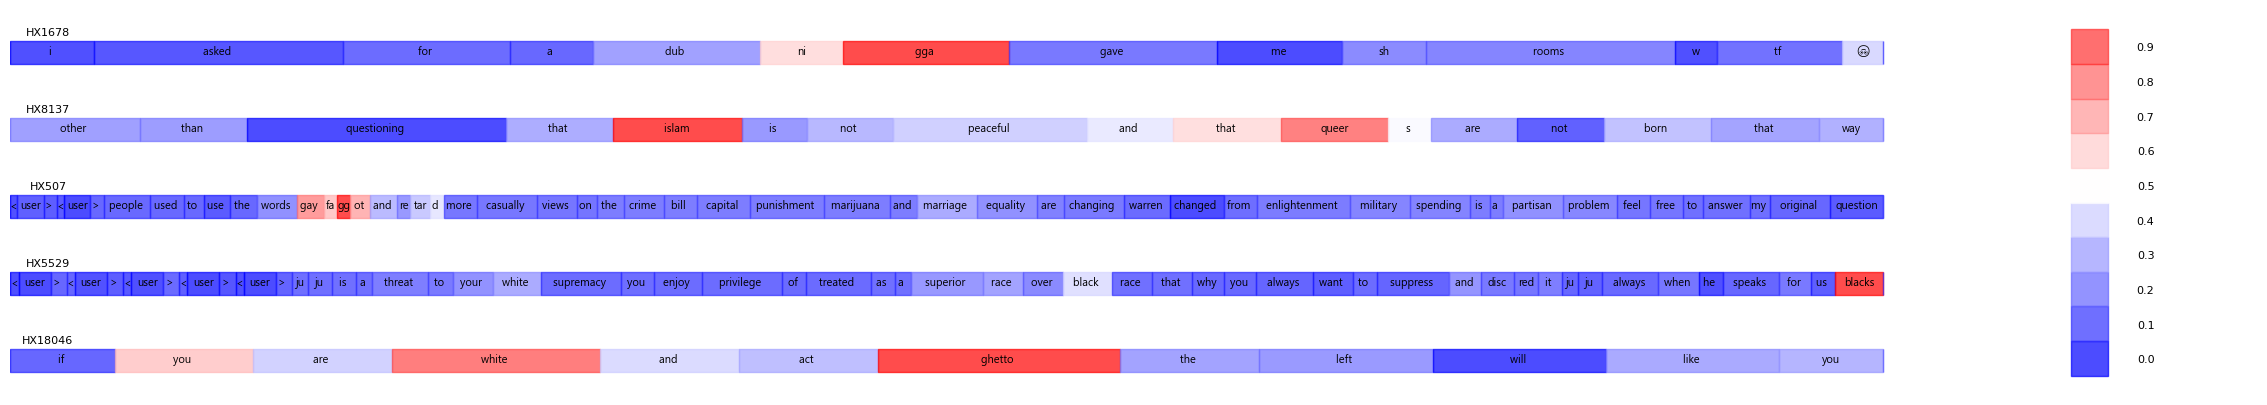 HX1678
i asked for a dub ni gga gave me sh rooms w tf
HX8137
other than questioning that islam is not peaceful and that queer s are not born that way
HX507
< user > < user > people used to use the words gay fa gg ot and re tar d more casually views on the crime bill capital punishment marijuana and marriage equality are changing warren changed from enlightenment military spending is a partisan problem feel free to answer my original question
HX5529
< user > < user > < user > < user > < user > ju ju is a threat to your white supremacy you enjoy privilege of treated as a superior race over black race that why you always want to suppress and disc red it ju ju always when he speaks for us blacks
HX18046
if you are white and act ghetto the left will like you
0.9
0.8
0.7
0.6
0.5
0.4
0.3
0.2
0.1
0.0